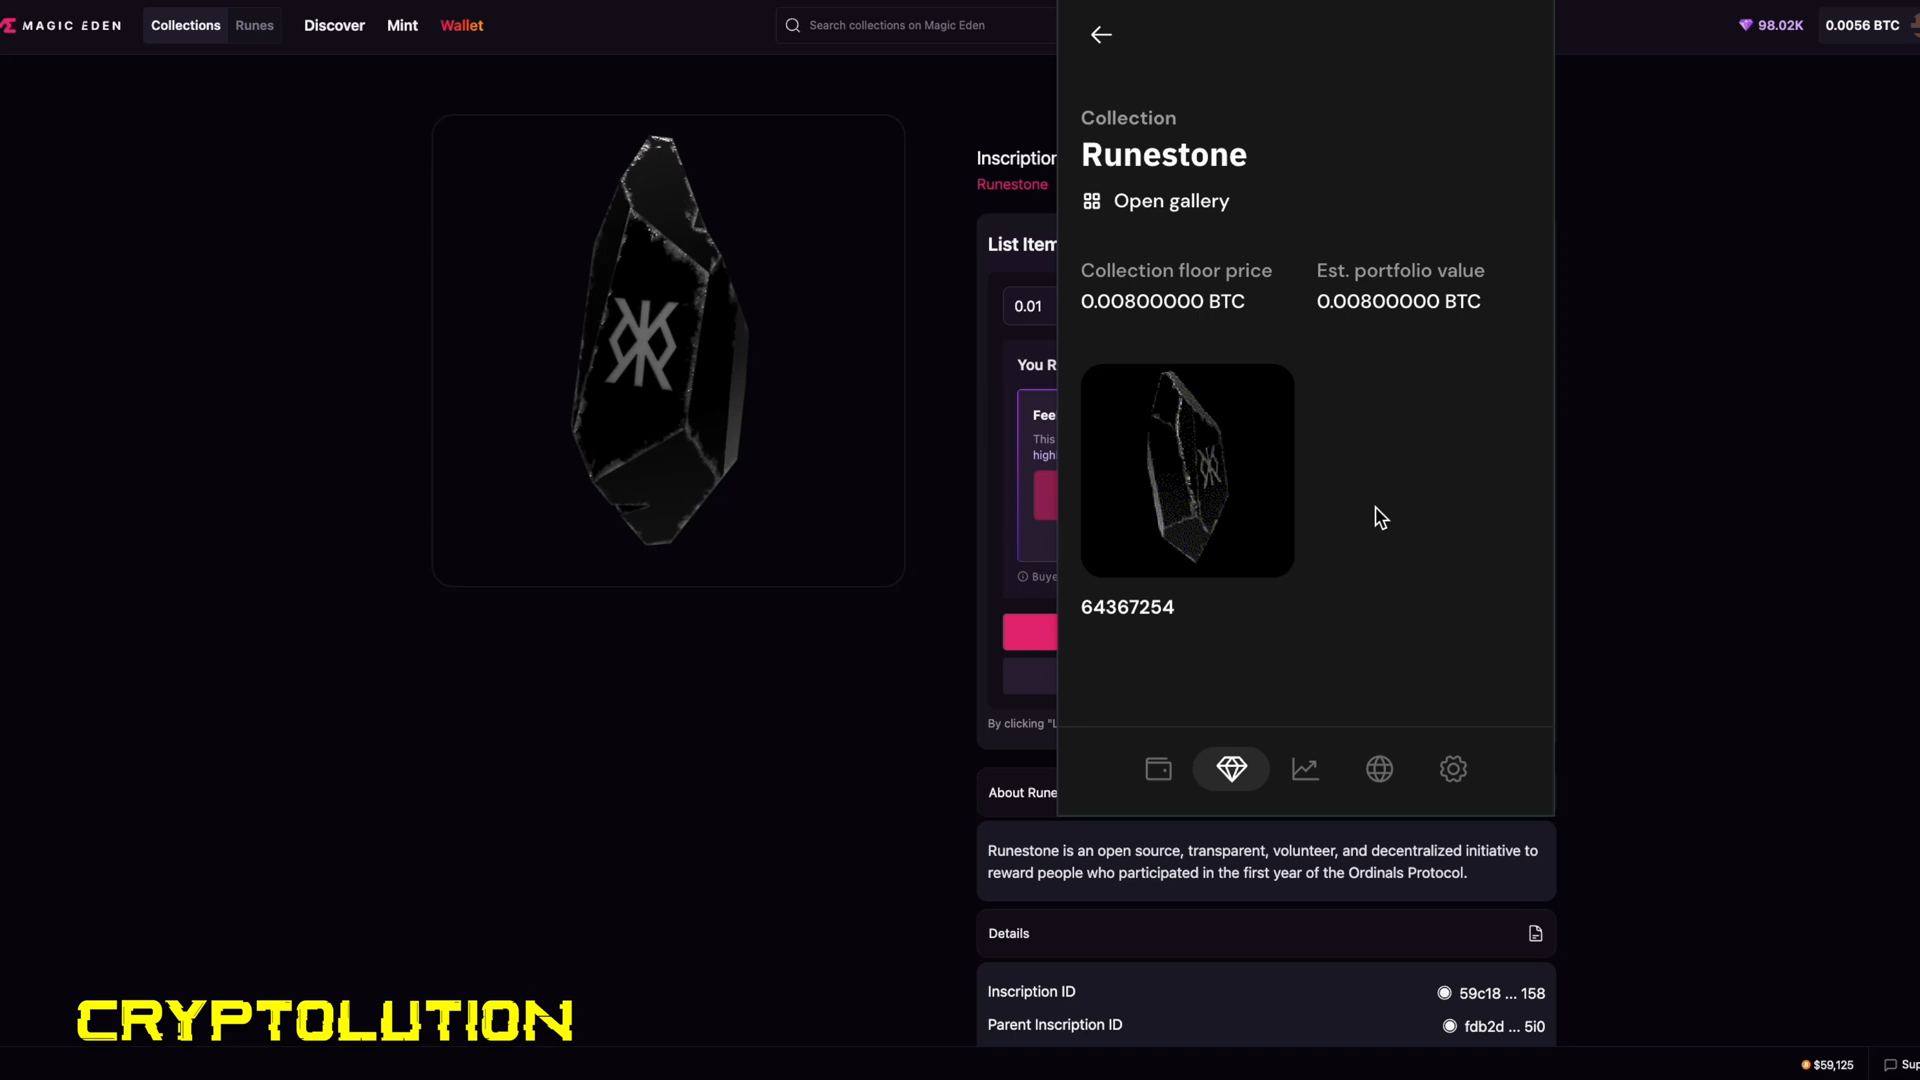 MAGIC EDEN
Collections Runes Discover Mint Wallet
Search collections on Magic Eden
98.02K
0.0056 BTC
Inscription
Runestone
List Item
0.01
You R
Fee
This
highl
Buye
By clicking "L
About Rune
Collection
Runestone
Open gallery
Collection floor price Est. portfolio value
0.00800000 BTC 0.00800000 BTC
64367254
Runestone is an open source, transparent, volunteer, and decentralized initiative to
reward people who participated in the first year of the Ordinals Protocol.
Details
Inscription ID 59c18 ... 158
Parent Inscription ID fdb2d ... 5i0
CRYPTOLUTION
$59,125
Sup